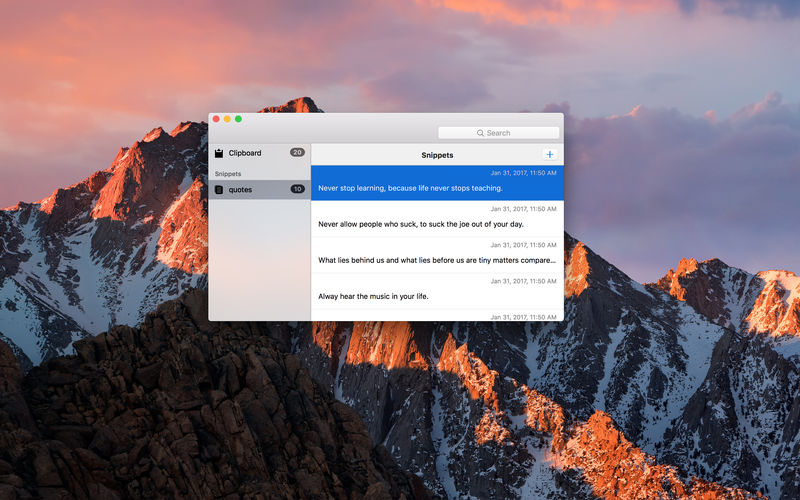 Search
Clipboard 20
Snippets
quotes 10
Snippets
Jan 31, 2017, 11:50 AM
Never stop learning, because life never stops teaching.
Jan 31, 2017, 11:50 AM
Never allow people who suck, to suck the joe out of your day.
Jan 31, 2017, 11:50 AM
What lies behind us and what lies before us are tiny matters compare...
Jan 31, 2017, 11:50 AM
Alway hear the music in your life.
Jan 31, 2017, 11:50 AM